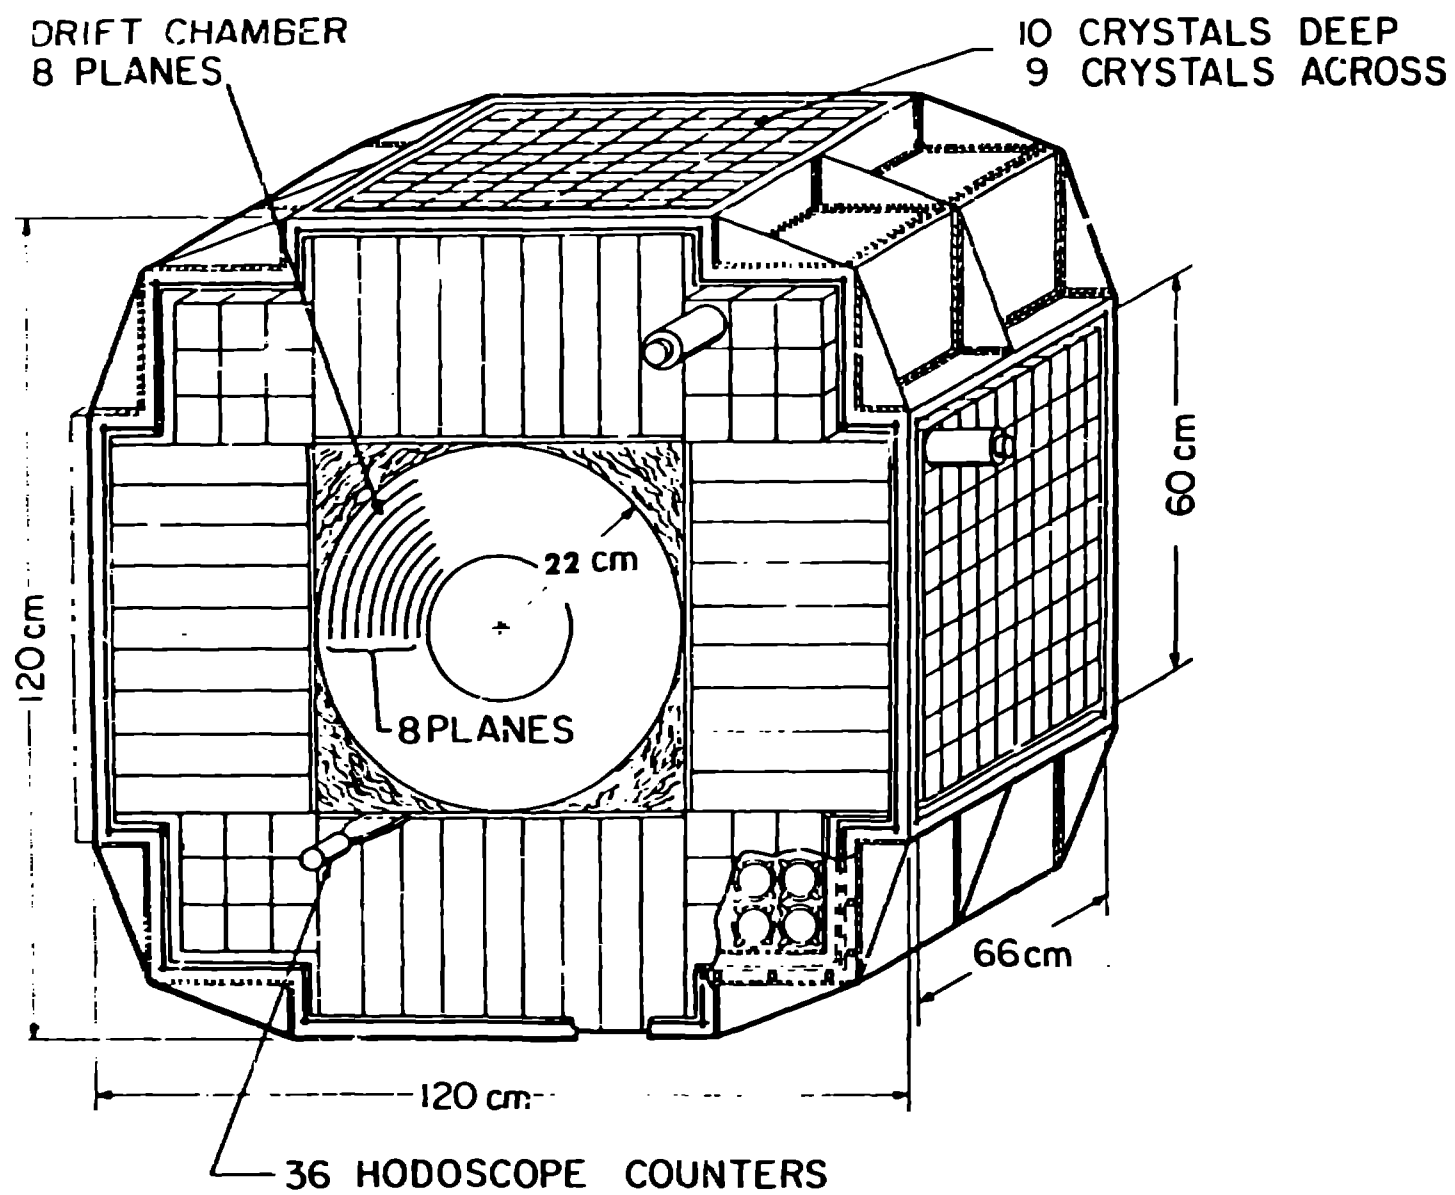 DRIFT CHAMBER
8 PLANES
10 CRYSTALS DEEP
9 CRYSTALS ACROSS
22 cm
60 cm
120 cm
8 PLANES
66 cm
120 cm
36 HODOSCOPE COUNTERS